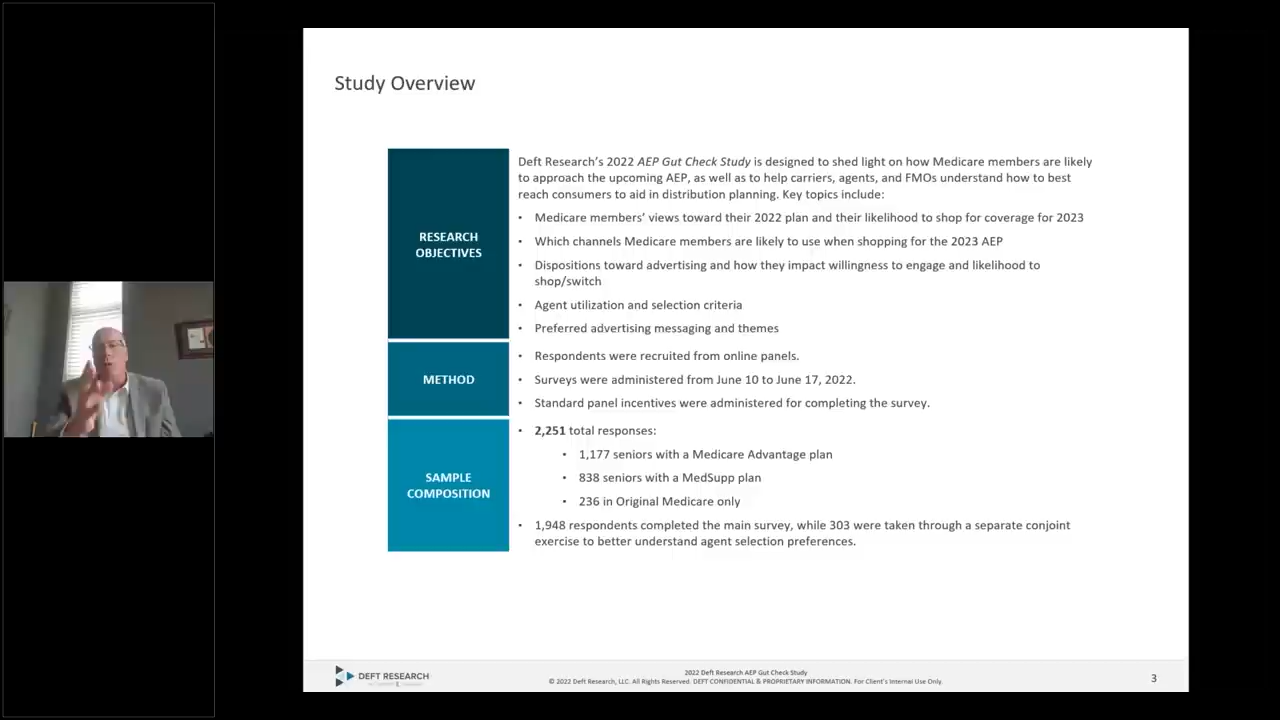 Study Overview
RESEARCH
OBJECTIVES
Deft Research's 2022 AEP Gut Check Study is designed to shed light on how Medicare members are likely
to approach the upcoming AEP, as well as to help carriers, agents, and FMOs understand how to best
reach consumers to aid in distribution planning. Key topics include:
• Medicare members' views toward their 2022 plan and their likelihood to shop for coverage for 2023
• Which channels Medicare members are likely to use when shopping for the 2023 AEP
• Dispositions toward advertising and how they impact willingness to engage and likelihood to
shop/switch
• Agent utilization and selection criteria
• Preferred advertising messaging and themes
METHOD
• Respondents were recruited from online panels.
• Surveys were administered from June 10 to June 17, 2022.
• Standard panel incentives were administered for completing the survey.
SAMPLE
COMPOSITION
• 2,251 total responses:
• 1,177 seniors with a Medicare Advantage plan
• 838 seniors with a MedSupp plan
• 236 in Original Medicare only
• 1,948 respondents completed the main survey, while 303 were taken through a separate conjoint
exercise to better understand agent selection preferences.
DEFT RESEARCH
2022 Deft Research AEP Gut Check Study
© 2022 Deft Research, LLC. All Rights Reserved. DEFT CONFIDENTIAL & PROPRIETARY INFORMATION. For Client's Internal Use Only.
3